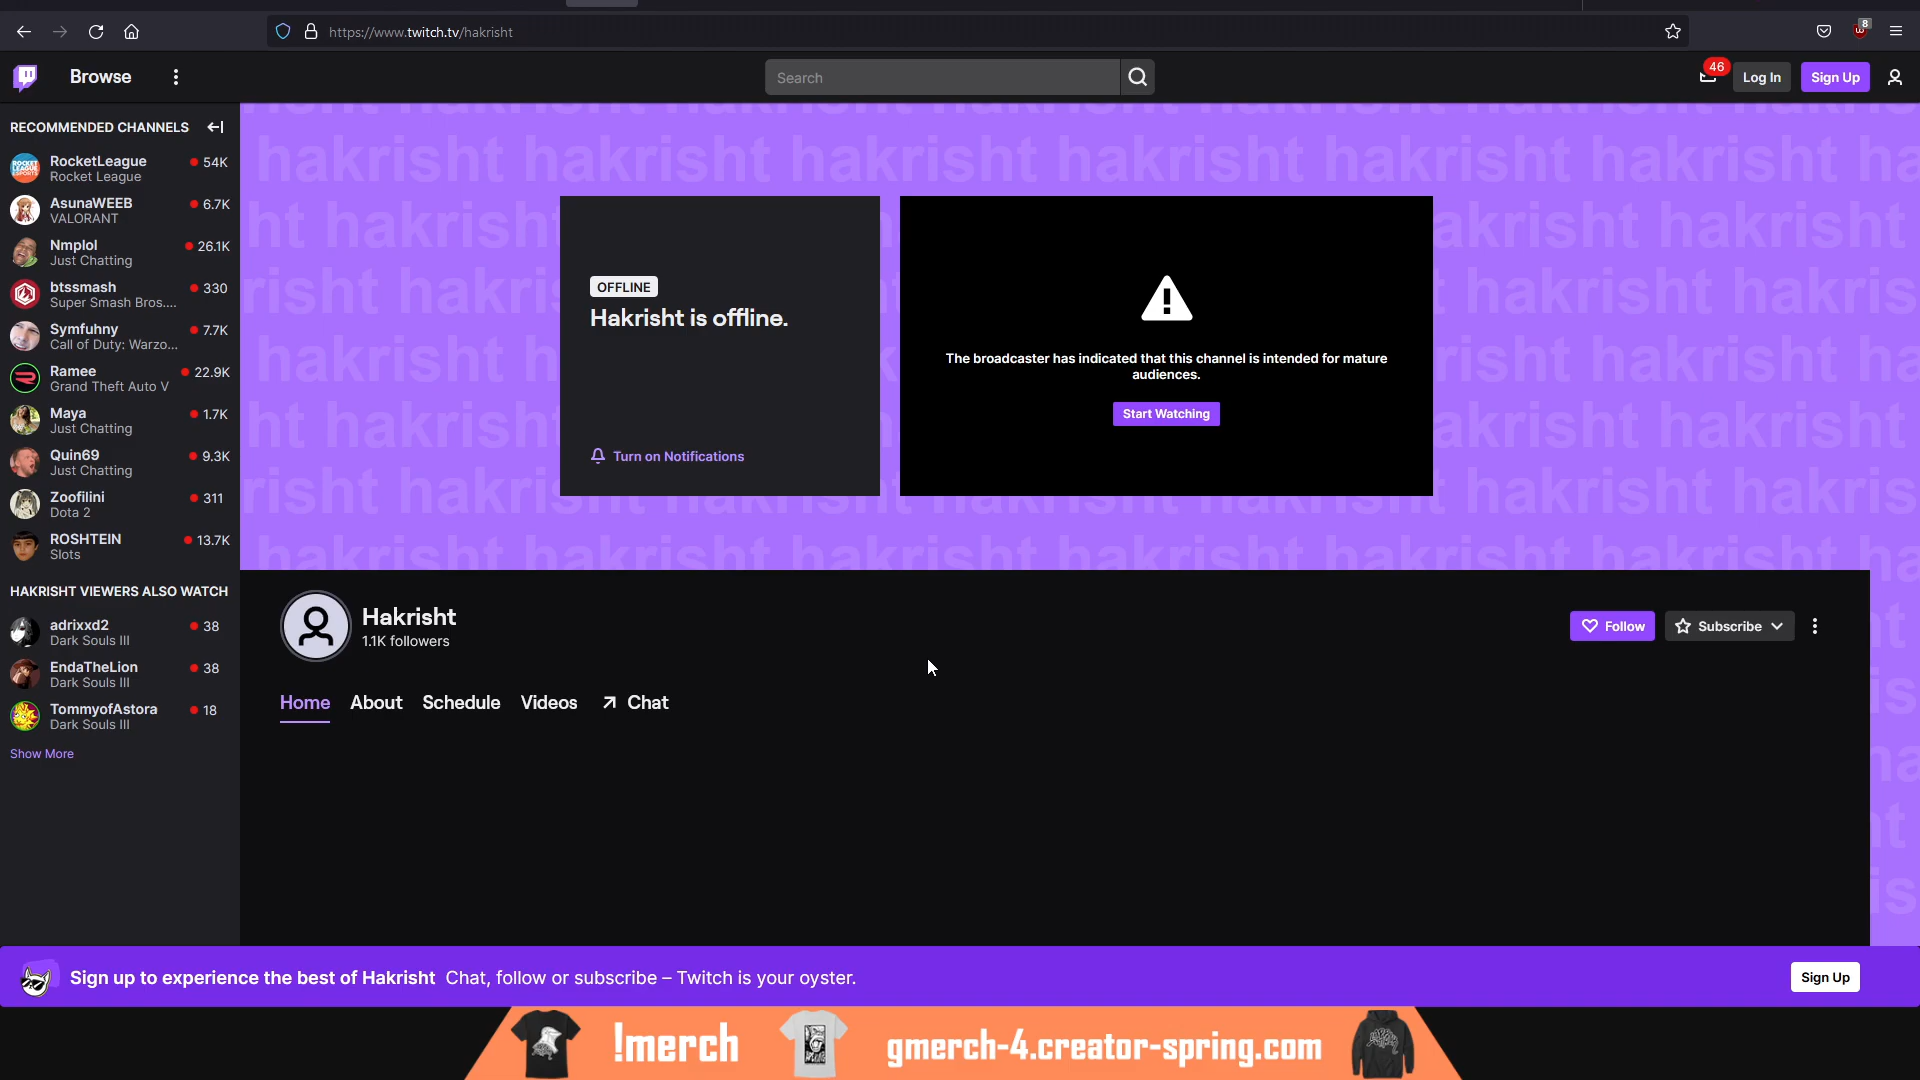 https://www.twitch.tv/hakrisht
8
Browse
Search
46
Log In
Sign Up
RECOMMENDED CHANNELS
RocketLeague
54K
Rocket League
AsunaWEEB
6.7K
VALORANT
Nmplol
26.1K
Just Chatting
btssmash
330
Super Smash Bros....
Symfuhny
7.7K
Call of Duty: Warzo...
Ramee
22.9K
Grand Theft Auto V
Maya
1.7K
Just Chatting
Quin69
9.3K
Just Chatting
Zoofilini
311
Dota 2
ROSHTEIN
13.7K
Slots
HAKRISHT VIEWERS ALSO WATCH
adrixxd2
38
Dark Souls III
EndaTheLion
38
Dark Souls III
TommyofAstora
18
Dark Souls III
Show More
hakrisht hakrisht hakrisht hakrisht hakrisht hakrisht ha
OFFLINE
Hakrisht is offline.
Turn on Notifications
The broadcaster has indicated that this channel is intended for mature
audiences.
Start Watching
Hakrisht
1.1K followers
Follow
Subscribe
Home About Schedule Videos Chat
Sign up to experience the best of Hakrisht Chat, follow or subscribe – Twitch is your oyster.
Sign Up
!merch
gmerch-4.creator-spring.com